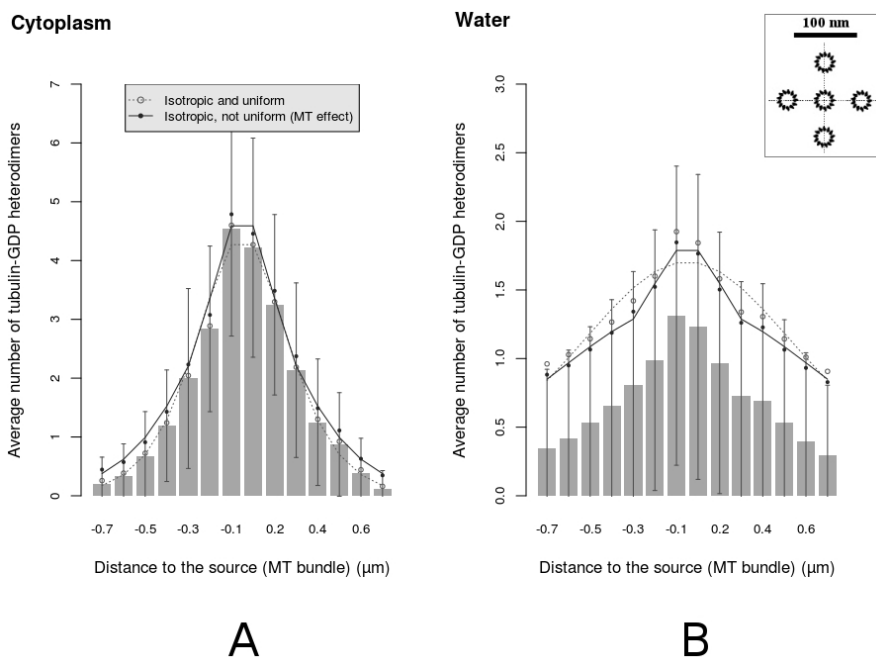 Cytoplasm
Average number of tubulin-GDP heterodimers
7
6
5
4
3
2
1
0
Isotropic and uniform
Isotropic, not uniform (MT effect)
-0.7 -0.5 -0.3 -0.1 0.2 0.4 0.6
Distance to the source (MT bundle) (µm)
A
Water
100 nm
Average number of tubulin-GDP heterodimers
3.0
2.5
2.0
1.5
1.0
0.5
0.0
-0.7 -0.5 -0.3 -0.1 0.2 0.4 0.6
Distance to the source (MT bundle) (µm)
B